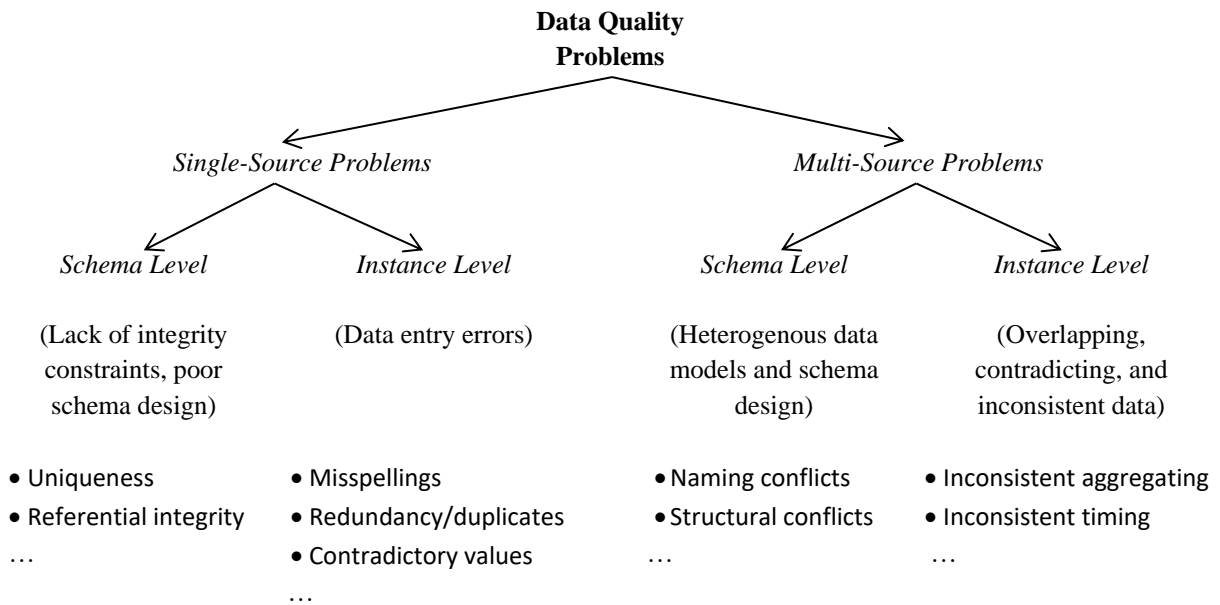 Data Quality
Problems
Single-Source Problems
Multi-Source Problems
Schema Level
Instance Level
Schema Level
Instance Level
(Lack of integrity
constraints, poor
schema design)
(Data entry errors)
(Heterogenous data
models and schema
design)
(Overlapping,
contradicting, and
inconsistent data)
• Uniqueness
• Referential integrity
…
• Misspellings
• Redundancy/duplicates
• Contradictory values
…
• Naming conflicts
• Structural conflicts
…
• Inconsistent aggregating
• Inconsistent timing
…